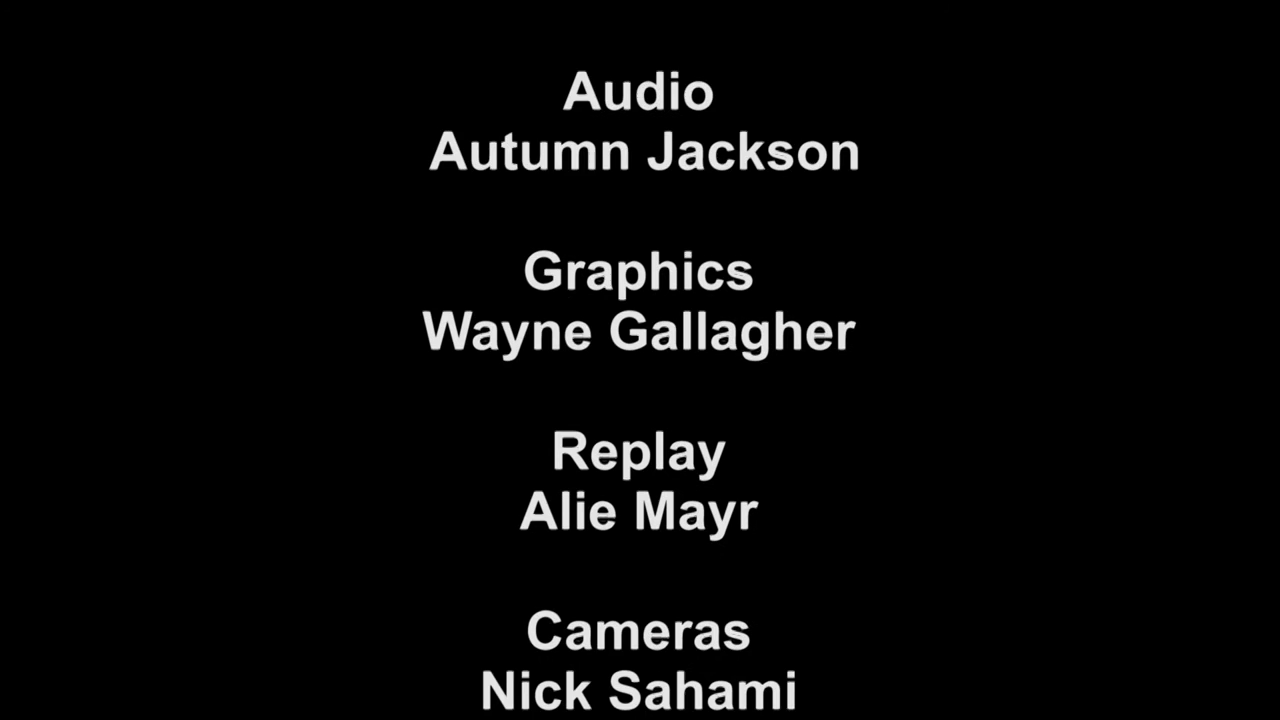 Audio
Autumn Jackson
Graphics
Wayne Gallagher
Replay
Alie Mayr
Cameras
Nick Sahami